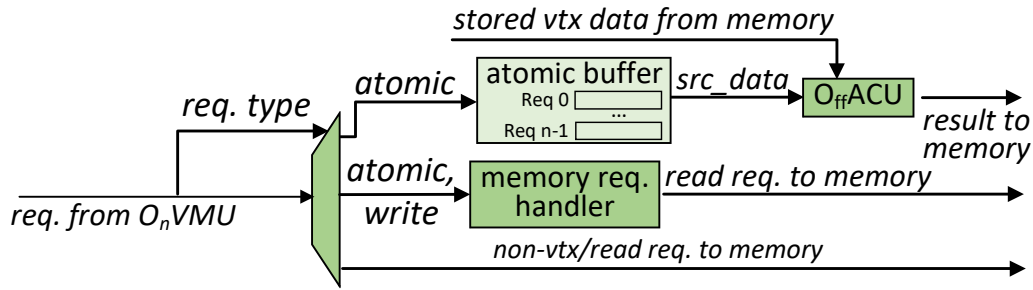 stored vtx data from memory
atomic
atomic buffer
Req 0
...
Req n-1
src_data
OffACU
result to
memory
req. type
req. from OnVMU
atomic,
write
memory req.
handler
read req. to memory
non-vtx/read req. to memory